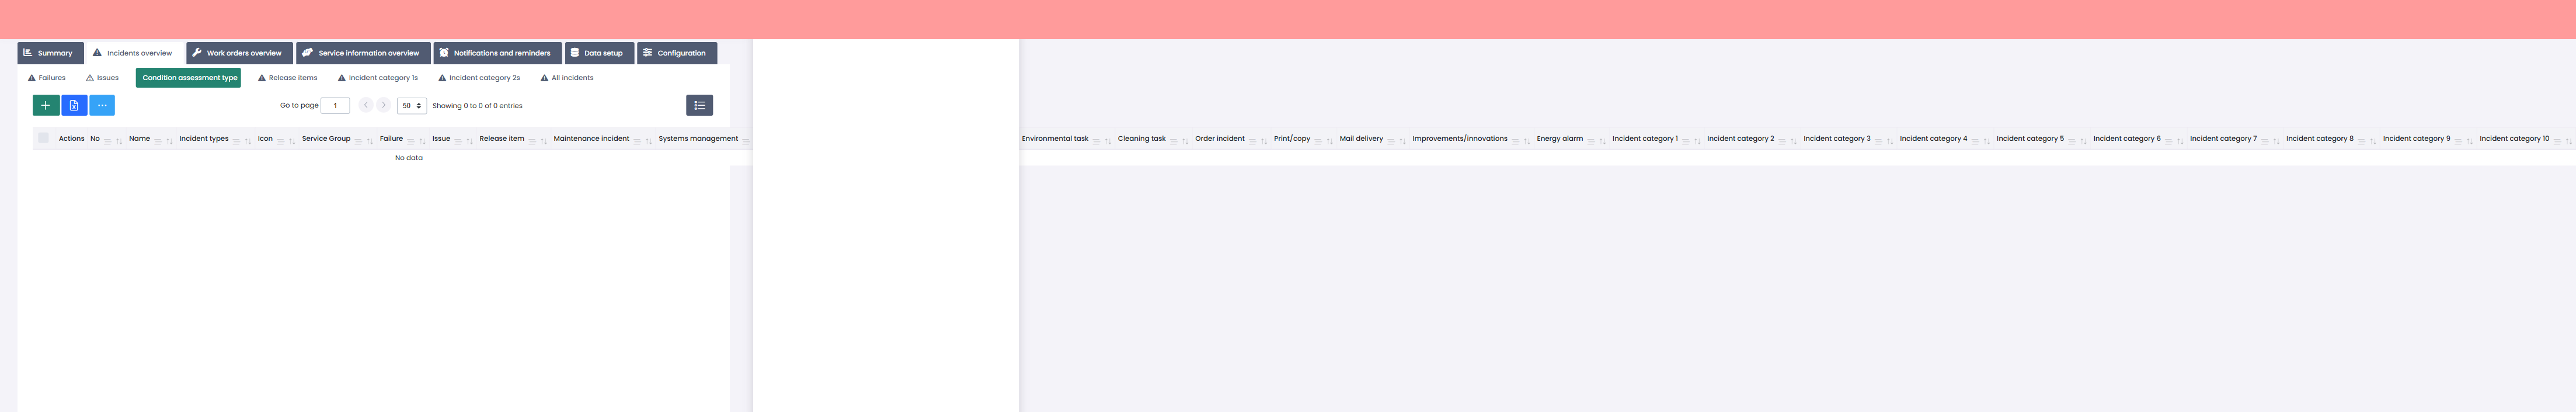 Summary Incidents overview Work orders overview Service information overview Notifications and reminders Data setup Configuration
Failures Issues Condition assessment type Release items Incident category 1s Incident category 2s All incidents
Go to page 1 50 Showing 0 to 0 of 0 entries
Actions No Name Incident types Icon Service Group Failure Issue Release item Maintenance incident Systems management Environmental task Cleaning task Order incident Print/copy Mail delivery Improvements/innovations Energy alarm Incident category 1 Incident category 2 Incident category 3 Incident category 4 Incident category 5 Incident category 6 Incident category 7 Incident category 8 Incident category 9 Incident category 10
No data